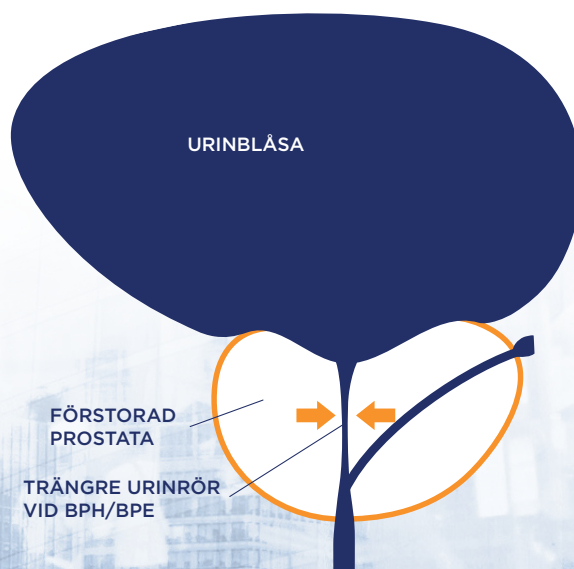 URINBLÅSA
FÖRSTORAD
PROSTATA
TRÄNGRE URINRÖR
VID BPH/BPE